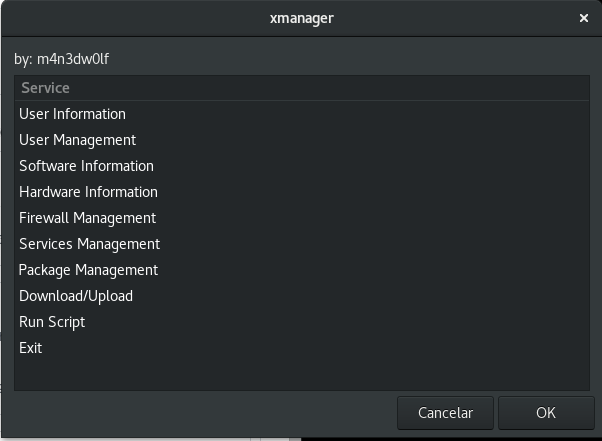 xmanager
by: m4n3dw0lf
Service
User Information
User Management
Software Information
Hardware Information
Firewall Management
Services Management
Package Management
Download/Upload
Run Script
Exit
Cancelar OK